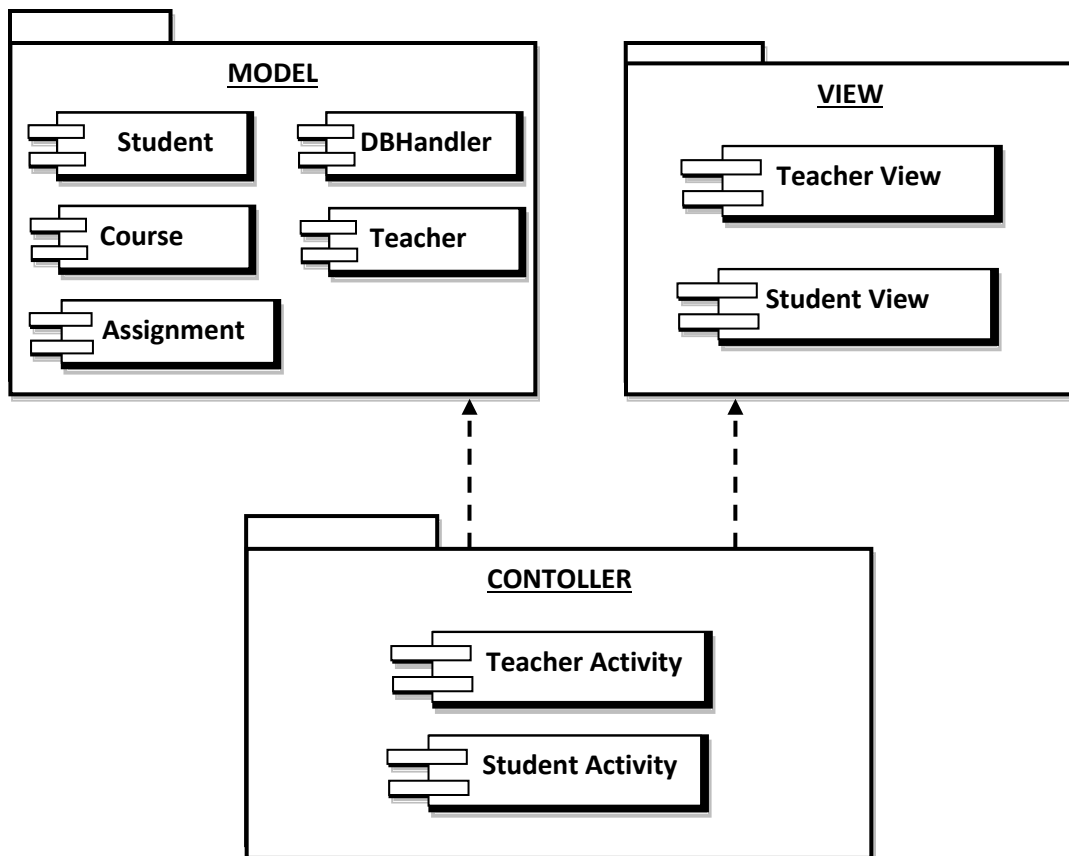 MODEL
Student
DBHandler
Course
Teacher
Assignment
VIEW
Teacher View
Student View
CONTOLLER
Teacher Activity
Student Activity